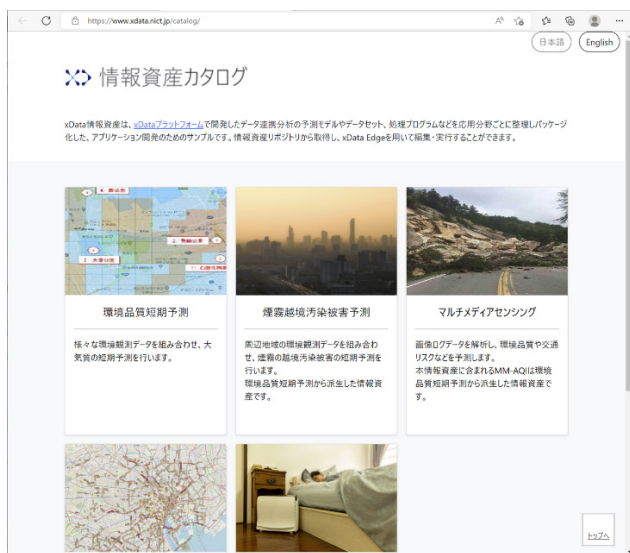 https://www.xdata.nict.jp/catalog/
日本語
English
情報資産カタログ
xData情報資産は、xDataプラットフォームで開発したデータ連携分析の予測モデルやデータセット、処理プログラムなどを応用分野ごとに整理しパッケージ
化した、アプリケーション開発のためのサンプルです。情報資産リポジトリから取得し、xData Edgeを用いて編集・実行することができます。
環境品質短期予測
様々な環境観測データを組み合わせ、大
気質の短期予測を行います。
煙霧越境汚染被害予測
周辺地域の環境観測データを組み合わ
せ、煙霧の越境汚染被害の短期予測を
行います。
環境品質短期予測から派生した情報資
産です。
マルチメディアセンシング
画像ログデータを解析し、環境品質や交通
リスクなどを予測します。
本情報資産に含まれるMM-AQIは環境
品質短期予測から派生した情報資産で
す。
トップへ